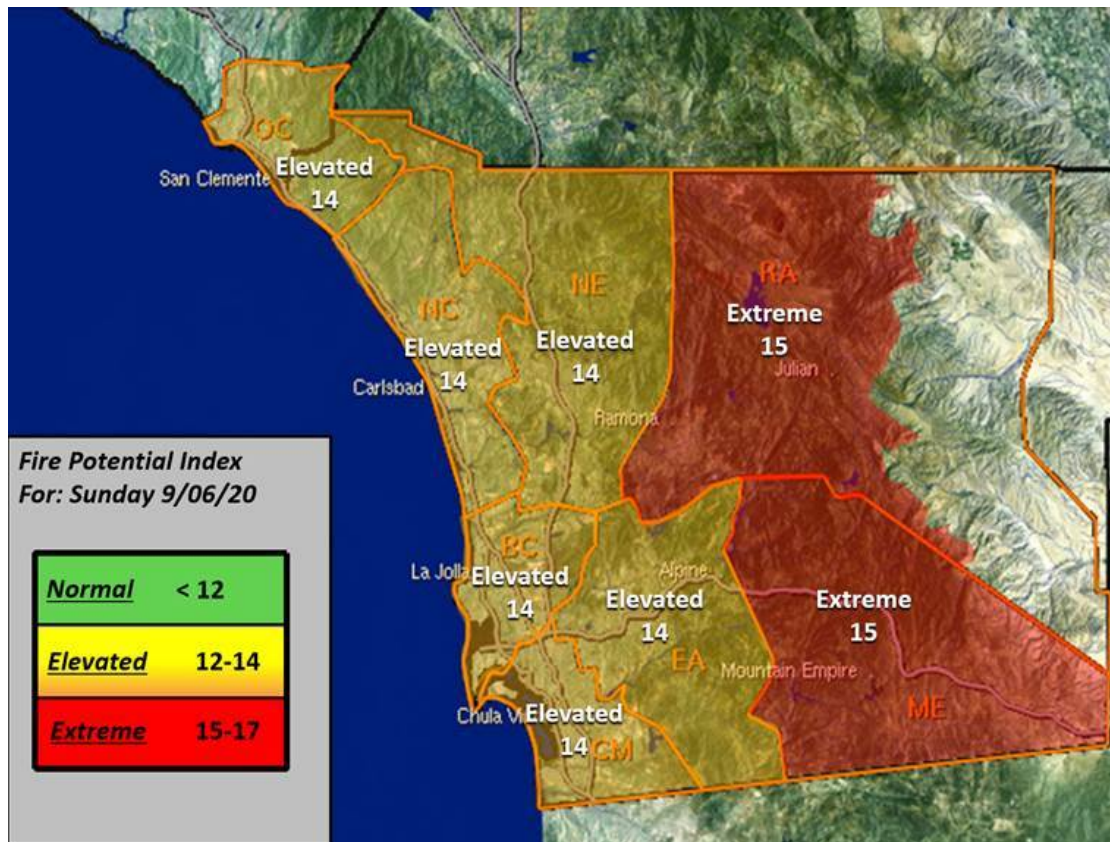 OC
San Clemente
Elevated
14
NE
RA
NC
Extreme
15
Elevated
14
Elevated
14
Julian
Carlsbad
Ramona
Fire Potential Index
For: Sunday 9/06/20
Normal < 12
Elevated 12-14
Extreme 15-17
BC
La Jolla
Elevated
14
Alpine
Elevated
14
Extreme
15
EA
Mountain Empire
ME
Chula Vi
Elevated
14
CM